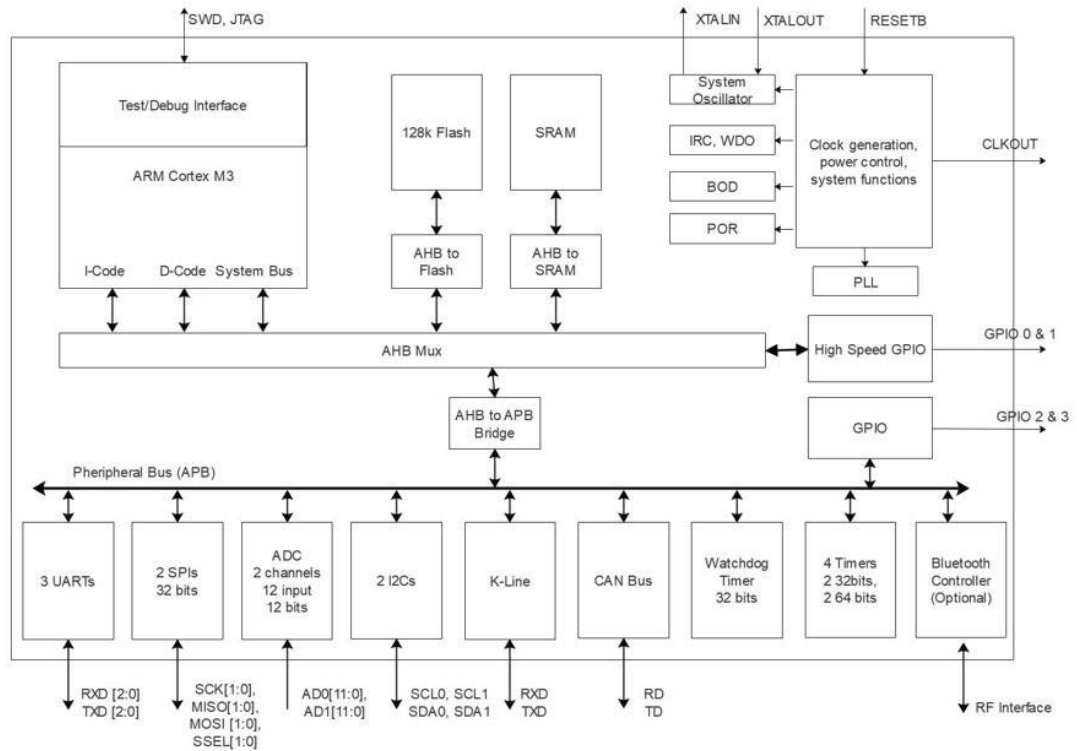 SWD, JTAG
XTALIN
XTALOUT
RESETB
Test/Debug Interface
ARM Cortex M3
I-Code
D-Code
System Bus
128k Flash
SRAM
AHB to
Flash
AHB to
SRAM
System
Oscillator
IRC, WDO
BOD
POR
Clock generation,
power control,
system functions
CLKOUT
PLL
AHB Mux
High Speed GPIO
GPIO 0 & 1
AHB to APB
Bridge
GPIO
GPIO 2 & 3
Pheripheral Bus (APB)
3 UARTs
2 SPIs
32 bits
ADC
2 channels
12 input
12 bits
2 I2Cs
K-Line
CAN Bus
Watchdog
Timer
32 bits
4 Timers
2 32bits,
2 64 bits
Bluetooth
Controller
(Optional)
RXD [2:0]
TXD [2:0]
SCK[1:0],
MISO[1:0],
MOSI [1:0],
SSEL[1:0]
AD0[11:0],
AD1[11:0]
SCL0, SCL1
SDA0, SDA1
RXD
TXD
RD
TD
RF Interface